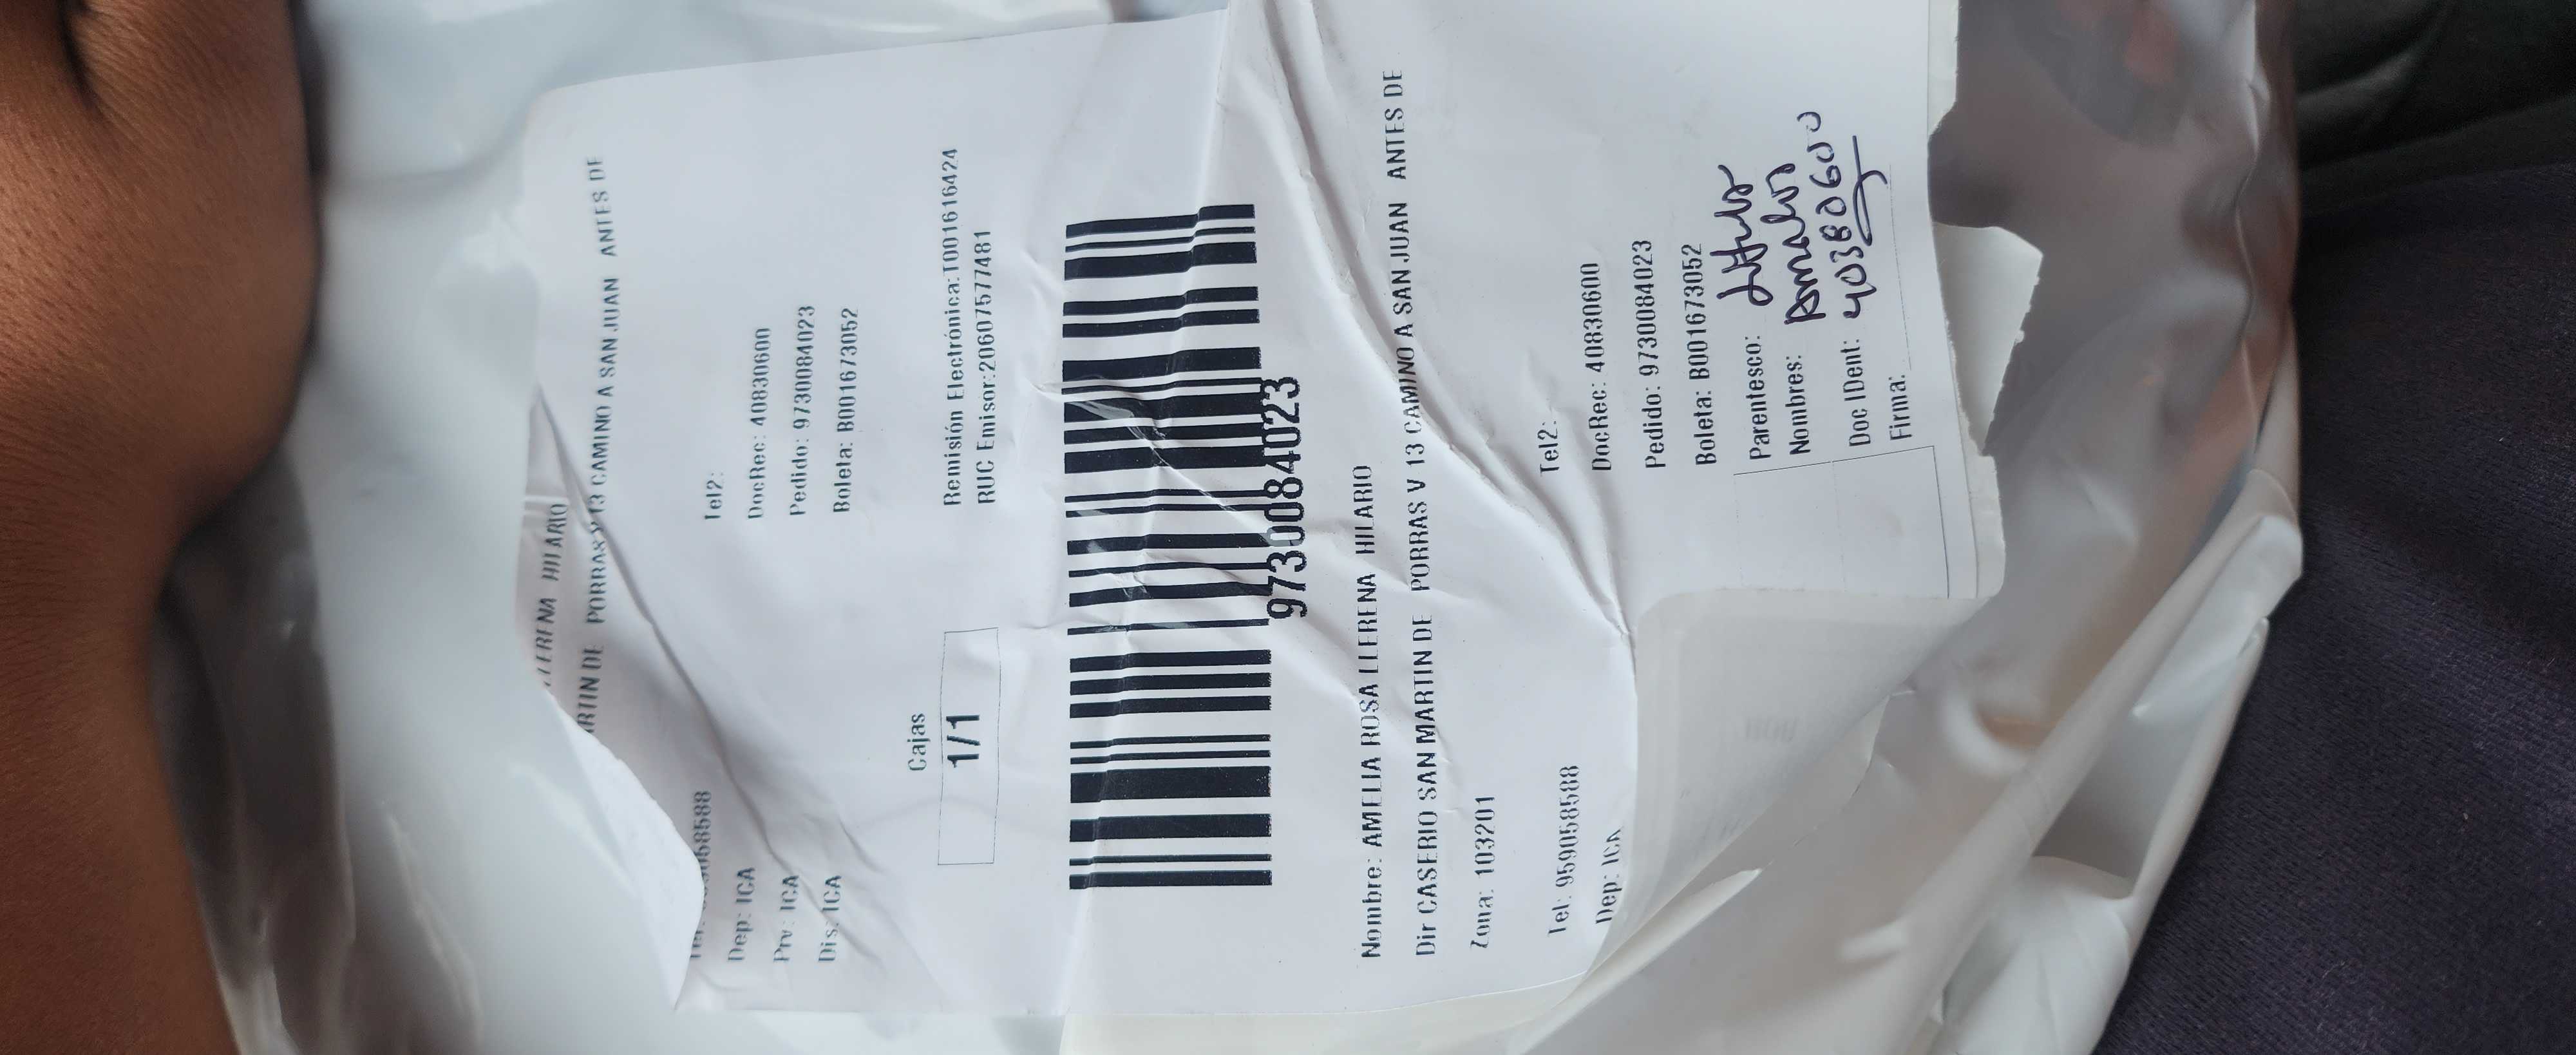 LLERENA HILARIO
RTIN DE PORRAS V 13 CAMINO A SAN JUAN ANTES DE
Tel2:
Dep: ICA DocRec: 40830600
Prv: ICA Pedido: 9730084023
Dis: ICA Boleta: B001673052
Cajas
1/1
Remisión Electrónica:T001616424
RUC Emisor:20607577481
9730084023
Nombre: AMELIA ROSA LLERENA HILARIO
Dir CASERIO SAN MARTIN DE PORRAS V 13 CAMINO A SAN JUAN ANTES DE
Zona: 103201
Tel: 959058588 Tel2:
Dep: ICA DocRec: 40830600
Pedido: 9730084023
Boleta: B001673052
Parentesco:
Nombres:
Doc IDent:
Firma: